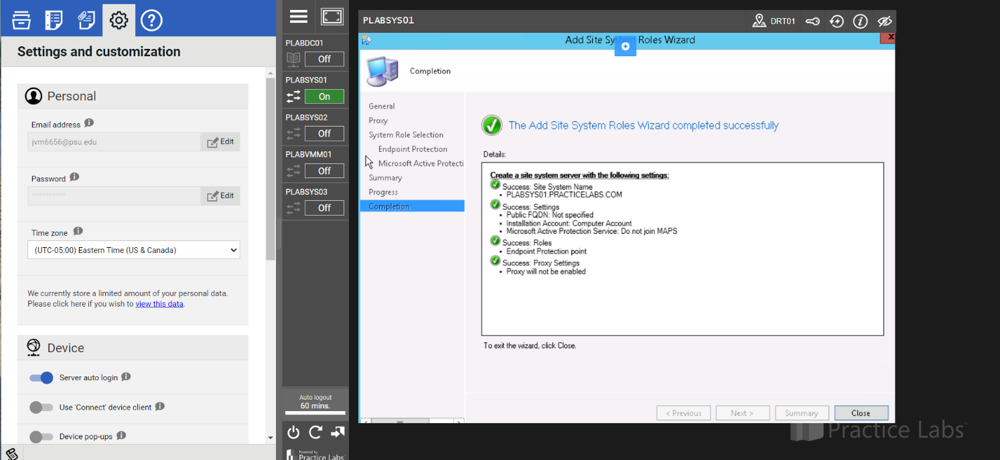 Settings and customization
Personal
Email address
jvm6656@psu.edu
Edit
Password
**********
Edit
Time zone
(UTC-05:00) Eastern Time (US & Canada)
We currently store a limited amount of your personal data.
Please click here if you wish to view this data.
Device
Server auto login
Use 'Connect' device client
Device pop-ups
PLABDC01
Off
PLABSYS01
On
PLABSYS02
Off
PLABVMM01
Off
PLABSYS03
Off
Auto logout
60 mins.
Powered by
Practice Labs
PLABSYS01
DRT01
Add Site Sy em Roles Wizard
X
Completion
General
Proxy
System Role Selection
Endpoint Protection
Microsoft Active Protecti
Summary
Progress
Completion
The Add Site System Roles Wizard completed successfully
Details:
Create a site system server with the following settings:
Success: Site System Name
• PLABSYS01.PRACTICELABS.COM
Success: Settings
• Public FQDN: Not specified
• Installation Account: Computer Account
• Microsoft Active Protection Service: Do not join MAPS
Success: Roles
• Endpoint Protection point
Success: Proxy Settings
• Proxy will not be enabled
To exit the wizard, click Close.
< Previous
Next >
Summary
Close
Practice Labs™